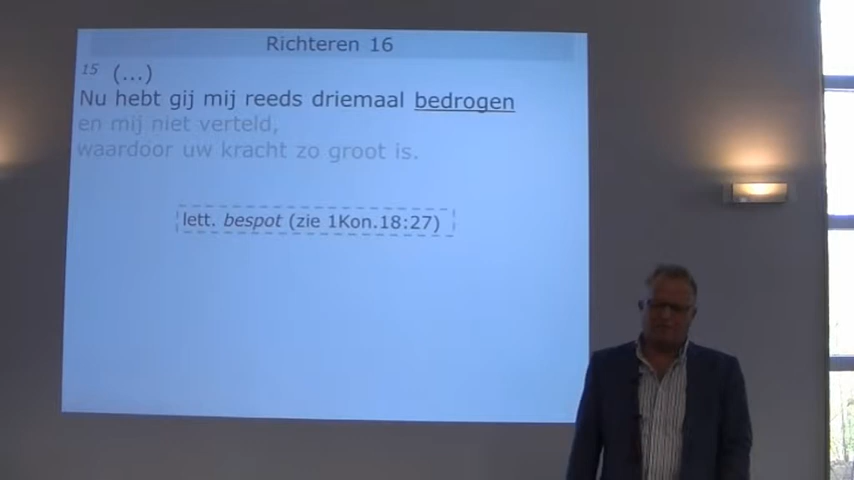 Richteren 16
15 (...)
Nu hebt gij mij reeds driemaal bedrogen
en mij niet verteld,
waardoor uw kracht zo groot is.
lett. bespot (zie 1Kon.18:27)